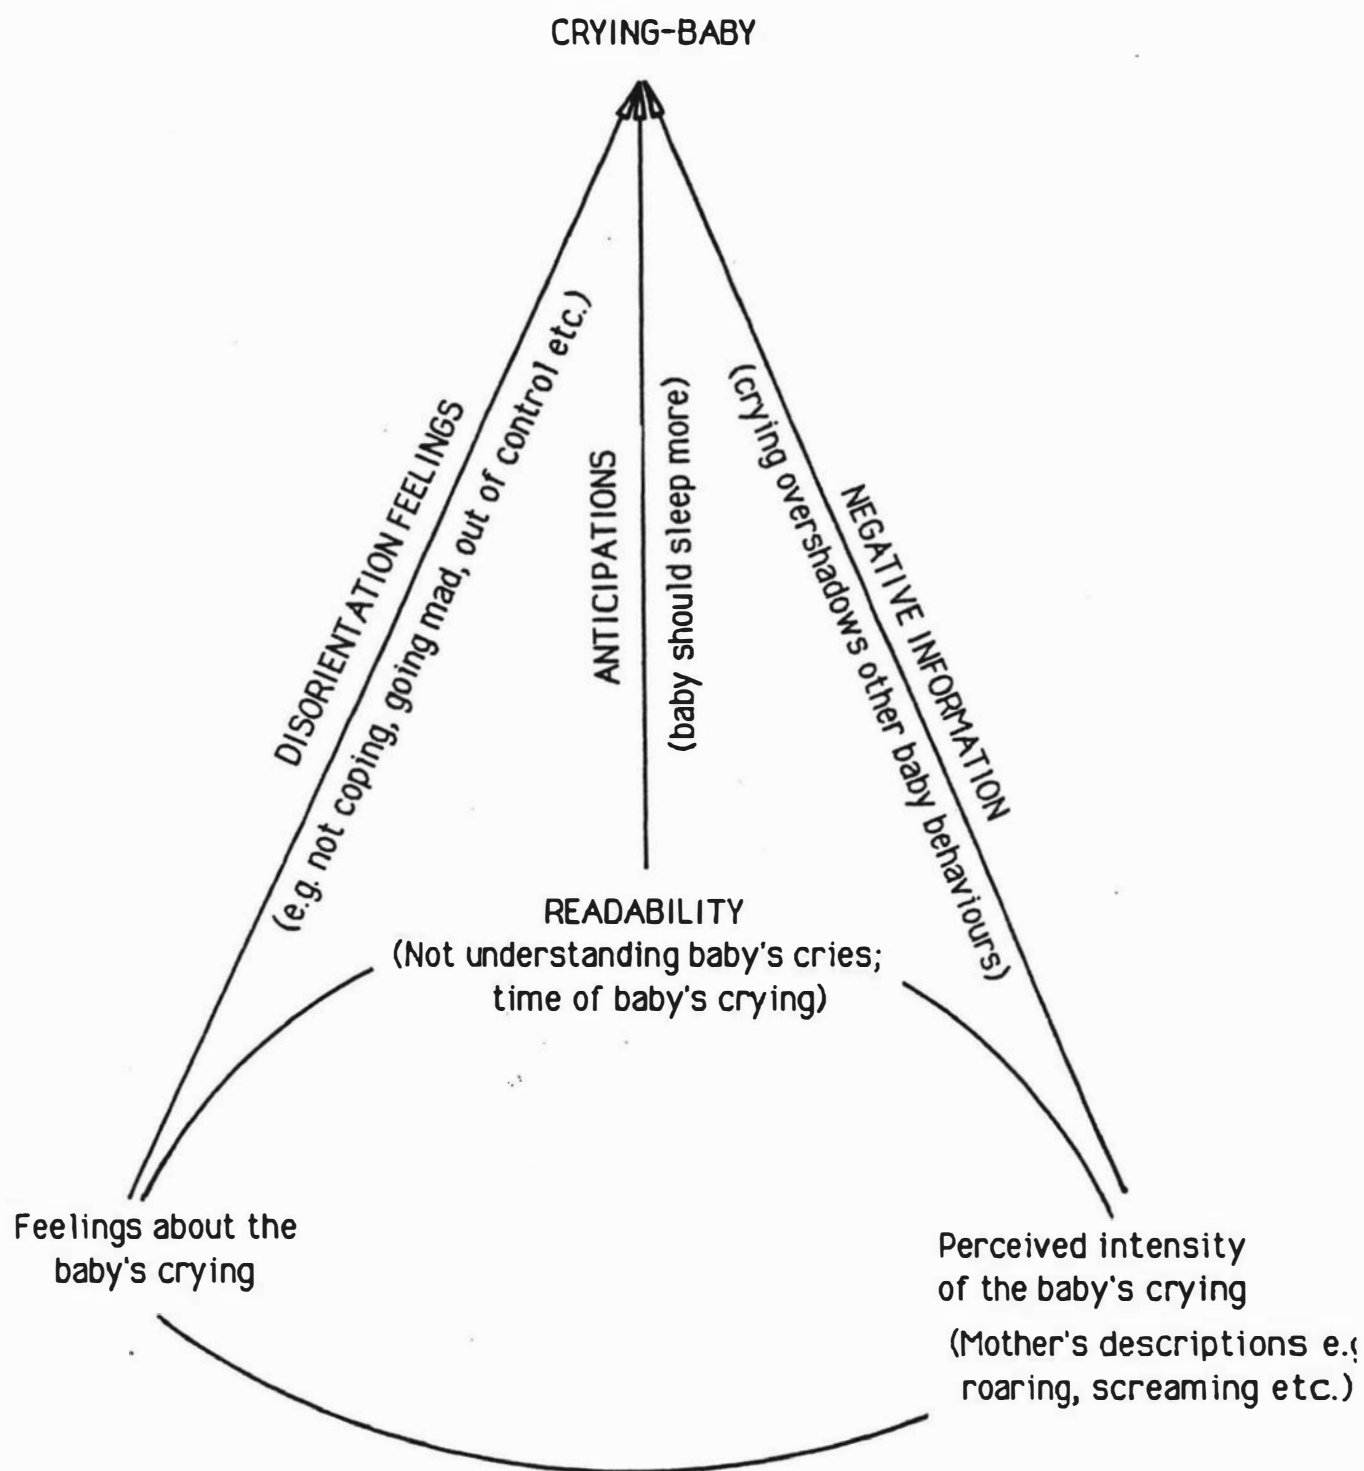 CRYING-BABY
DISORIENTATION FEELINGS
(e.g. not coping, going mad, out of control etc.)
ANTICIPATIONS
(baby should sleep more)
(crying overshadows other baby behaviours)
NEGATIVE INFORMATION
READABILITY
(Not understanding baby's cries;
time of baby's crying)
Feelings about the
baby's crying
Perceived intensity
of the baby's crying
(Mother's descriptions e.g
roaring, screaming etc.)